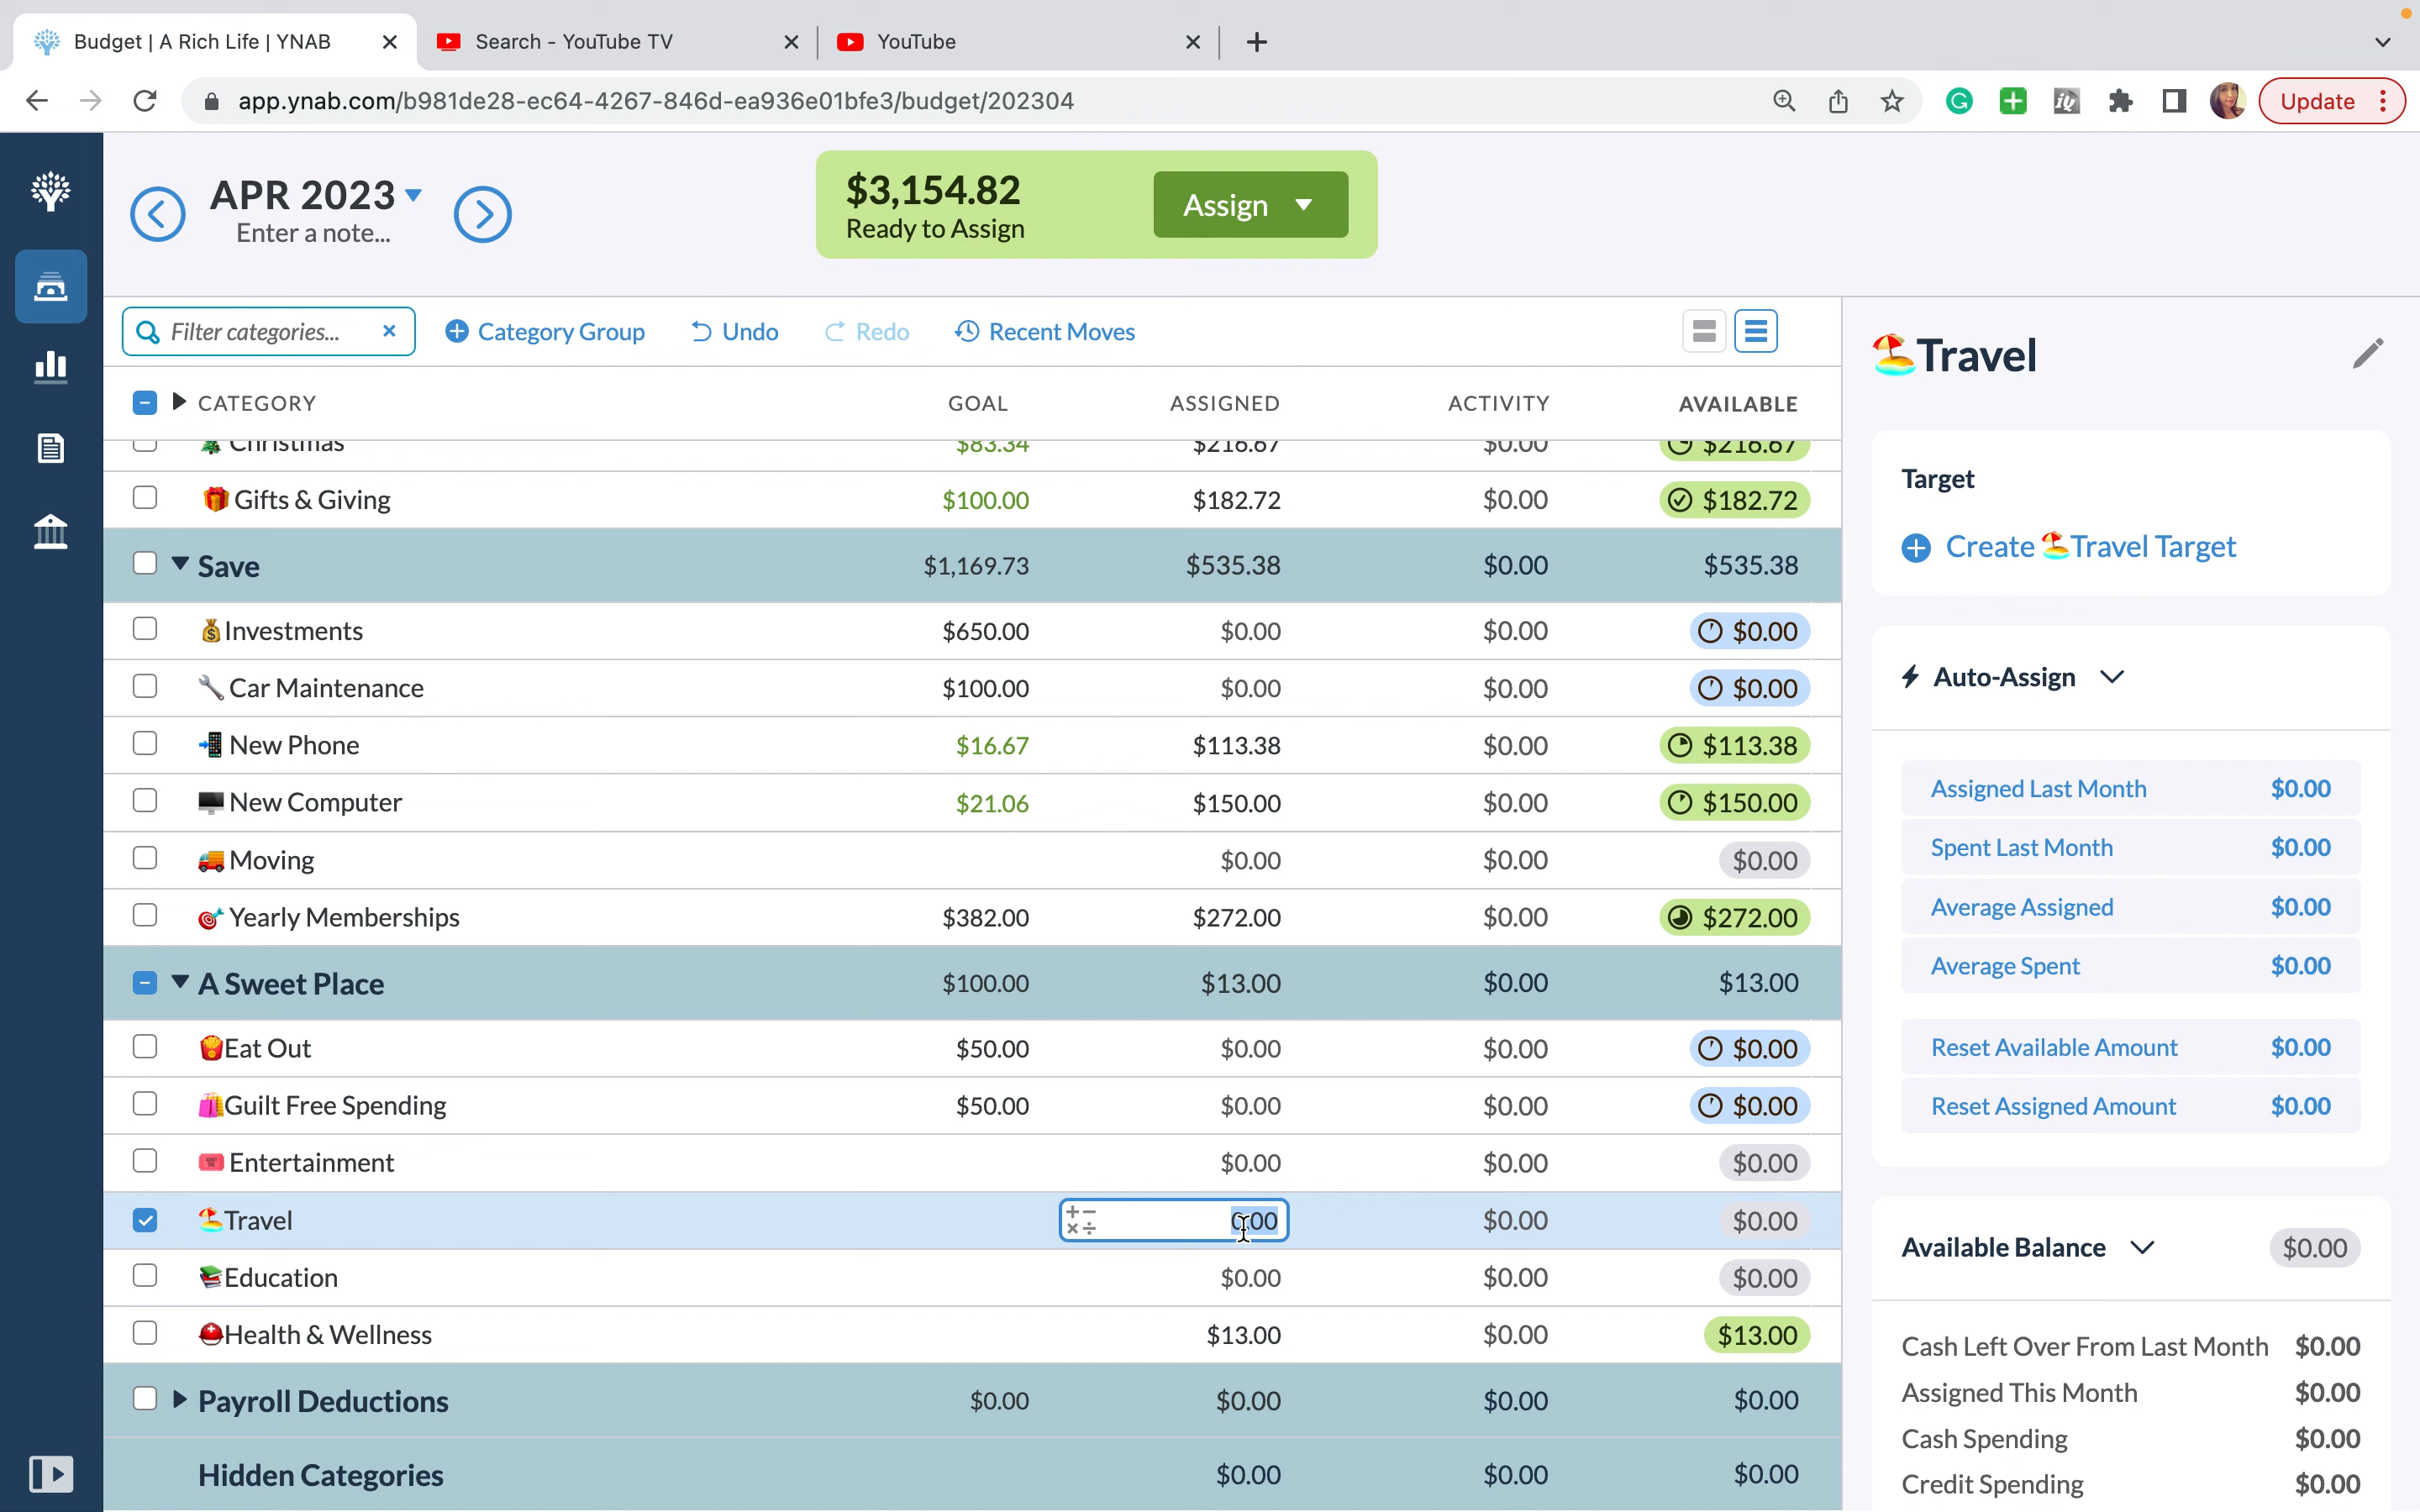 Budget | A Rich Life | YNAB
Search - YouTube TV
YouTube
app.ynab.com/b981de28-ec64-4267-846d-ea936e01bfe3/budget/202304
Update
APR 2023
Enter a note...
$3,154.82
Ready to Assign
Assign
Filter categories...
Category Group
Undo
Redo
Recent Moves
CATEGORY GOAL ASSIGNED ACTIVITY AVAILABLE
Christmas $83.34 $216.67 $0.00 $216.67
Gifts & Giving $100.00 $182.72 $0.00 $182.72
Save $1,169.73 $535.38 $0.00 $535.38
Investments $650.00 $0.00 $0.00 $0.00
Car Maintenance $100.00 $0.00 $0.00 $0.00
New Phone $16.67 $113.38 $0.00 $113.38
New Computer $21.06 $150.00 $0.00 $150.00
Moving $0.00 $0.00 $0.00
Yearly Memberships $382.00 $272.00 $0.00 $272.00
A Sweet Place $100.00 $13.00 $0.00 $13.00
Eat Out $50.00 $0.00 $0.00 $0.00
Guilt Free Spending $50.00 $0.00 $0.00 $0.00
Entertainment $0.00 $0.00 $0.00
Travel 0.00 $0.00 $0.00
Education $0.00 $0.00 $0.00
Health & Wellness $13.00 $0.00 $13.00
Payroll Deductions $0.00 $0.00 $0.00 $0.00
Hidden Categories $0.00 $0.00 $0.00
Travel
Target
Create Travel Target
Auto-Assign
Assigned Last Month $0.00
Spent Last Month $0.00
Average Assigned $0.00
Average Spent $0.00
Reset Available Amount $0.00
Reset Assigned Amount $0.00
Available Balance $0.00
Cash Left Over From Last Month $0.00
Assigned This Month $0.00
Cash Spending $0.00
Credit Spending $0.00